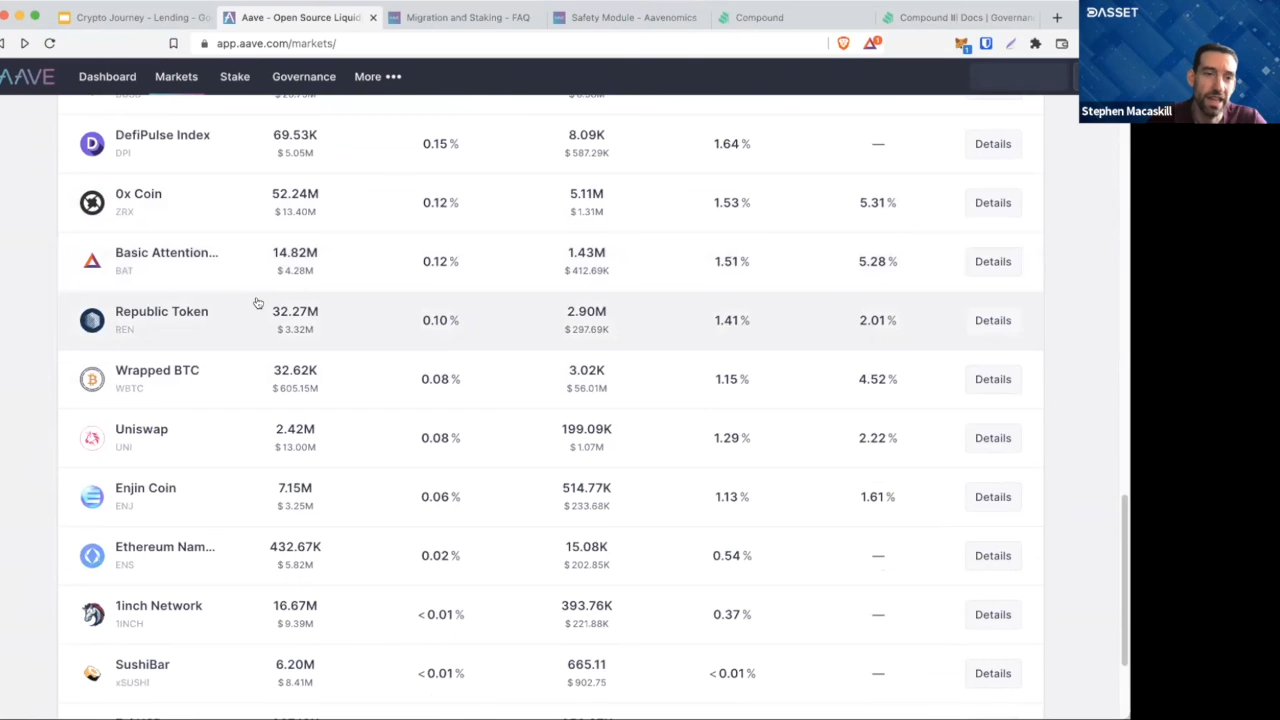 Crypto Journey - Lending - Go
Aave - Open Source Liquid
Migration and Staking - FAQ
Safety Module - Aavenomics
Compound
Compound III Docs | Governan
app.aave.com/markets/
1
1
DASSET
Stephen Macaskill
AAVE
Dashboard
Markets
Stake
Governance
More •••
DefiPulse Index
DPI
69.53K
$ 5.05M
0.15 %
8.09K
$ 587.29K
1.64 %
—
Details
0x Coin
ZRX
52.24M
$ 13.40M
0.12 %
5.11M
$ 1.31M
1.53 %
5.31 %
Details
Basic Attention...
BAT
14.82M
$ 4.28M
0.12 %
1.43M
$ 412.69K
1.51 %
5.28 %
Details
Republic Token
REN
32.27M
$ 3.32M
0.10 %
2.90M
$ 297.69K
1.41 %
2.01 %
Details
Wrapped BTC
WBTC
32.62K
$ 605.15M
0.08 %
3.02K
$ 56.01M
1.15 %
4.52 %
Details
Uniswap
UNI
2.42M
$ 13.00M
0.08 %
199.09K
$ 1.07M
1.29 %
2.22 %
Details
Enjin Coin
ENJ
7.15M
$ 3.25M
0.06 %
514.77K
$ 233.68K
1.13 %
1.61 %
Details
Ethereum Nam...
ENS
432.67K
$ 5.82M
0.02 %
15.08K
$ 202.85K
0.54 %
—
Details
1inch Network
1INCH
16.67M
$ 9.39M
<0.01 %
393.76K
$ 221.88K
0.37 %
—
Details
SushiBar
xSUSHI
6.20M
$ 8.41M
<0.01 %
665.11
$ 902.75
<0.01 %
—
Details